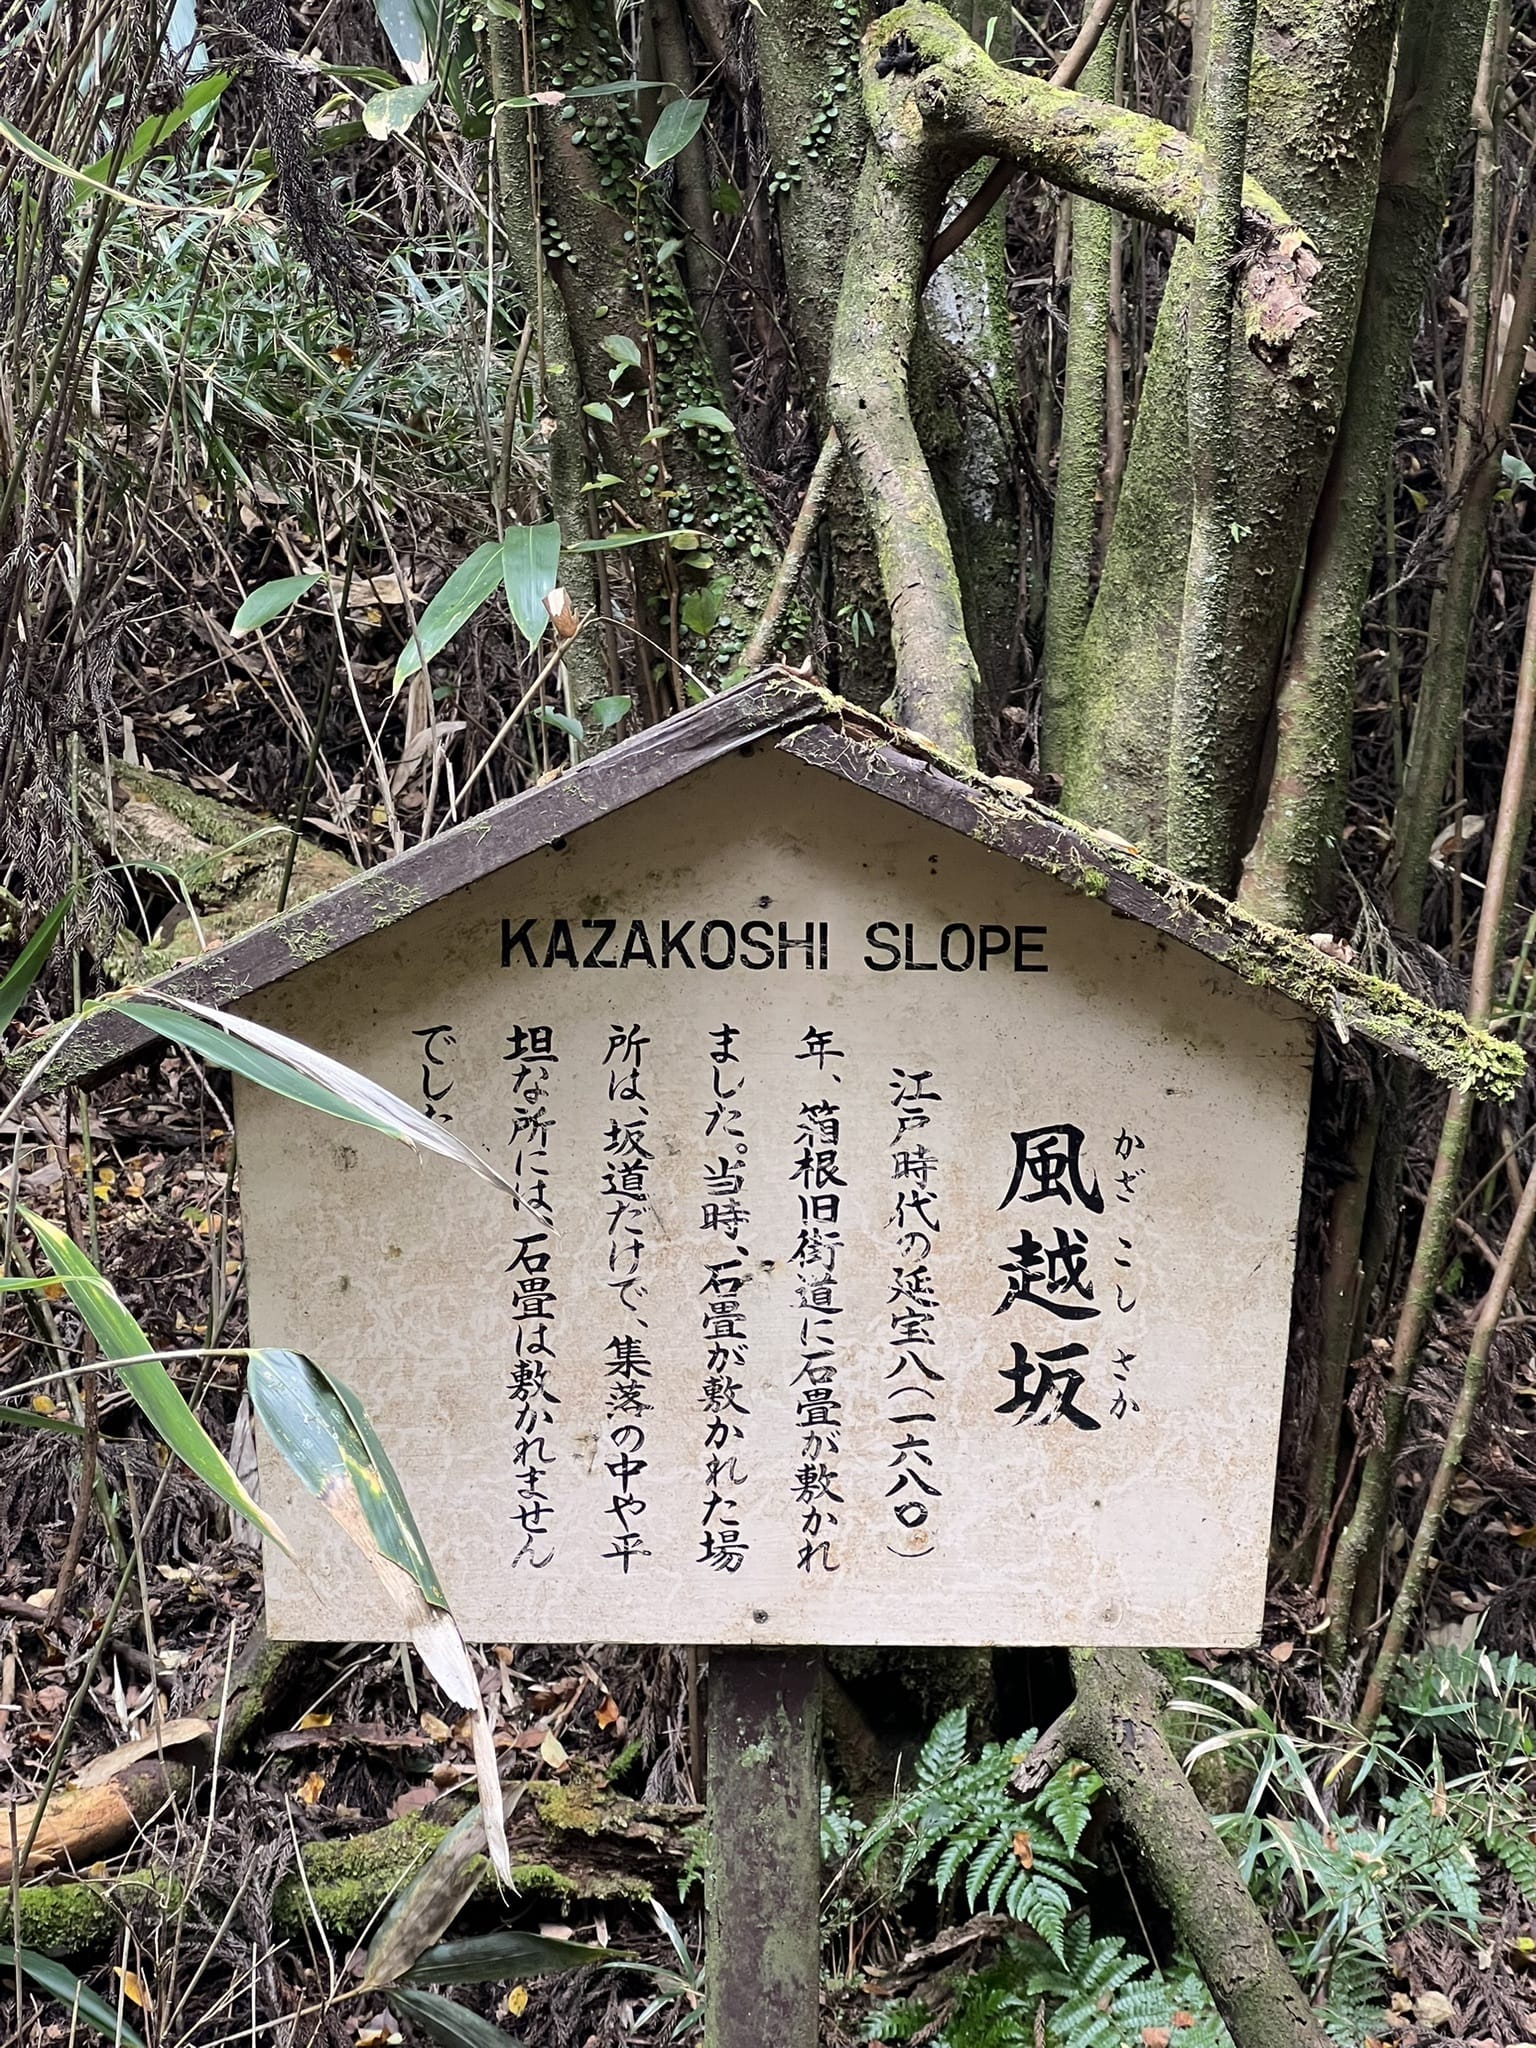 KAZAKOSHI SLOPE
かざこしさか
風越坂
江戸時代の延宝八(一六八〇)
年、箱根旧街道に石畳が敷かれ
ました。当時、石畳が敷かれた場
所は、坂道だけで、集落の中や平
坦な所には、石畳は敷かれません
でした